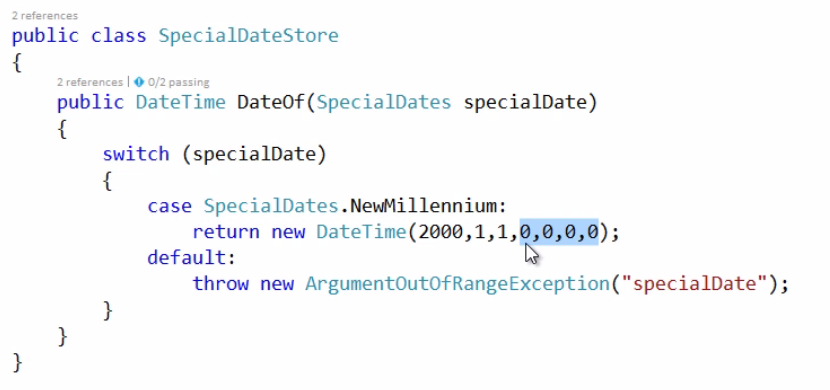 2 references
public class SpecialDateStore
{
2 references | 0/2 passing
public DateTime DateOf(SpecialDates specialDate)
{
switch (specialDate)
{
case SpecialDates.NewMillennium:
return new DateTime(2000,1,1,0,0,0,0);
default:
throw new ArgumentOutOfRangeException("specialDate");
}
}
}